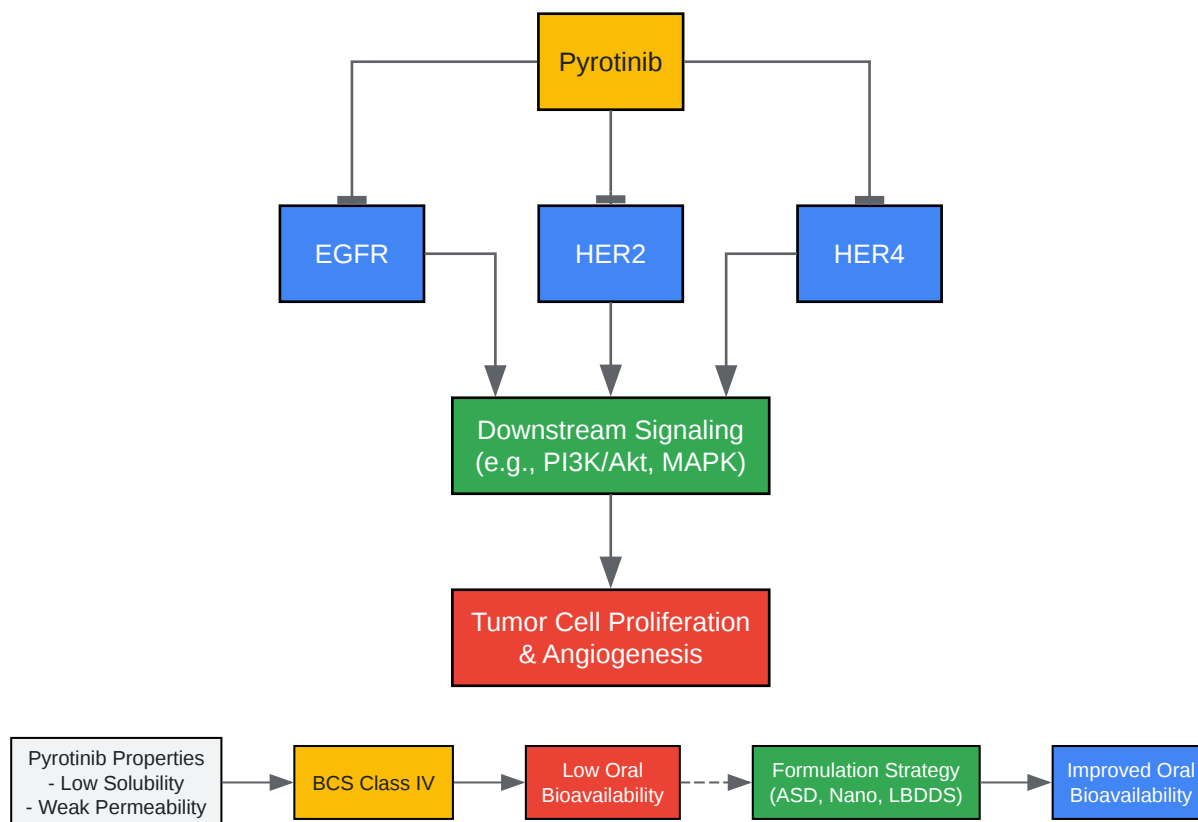 Pyrotinib
EGFR
HER2
HER4
Downstream Signaling
(e.g., PI3K/Akt, MAPK)
Tumor Cell Proliferation
& Angiogenesis
Pyrotinib Properties
- Low Solubility
- Weak Permeability
BCS Class IV
Low Oral
Bioavailability
Formulation Strategy
(ASD, Nano, LBDDS)
Improved Oral
Bioavailability